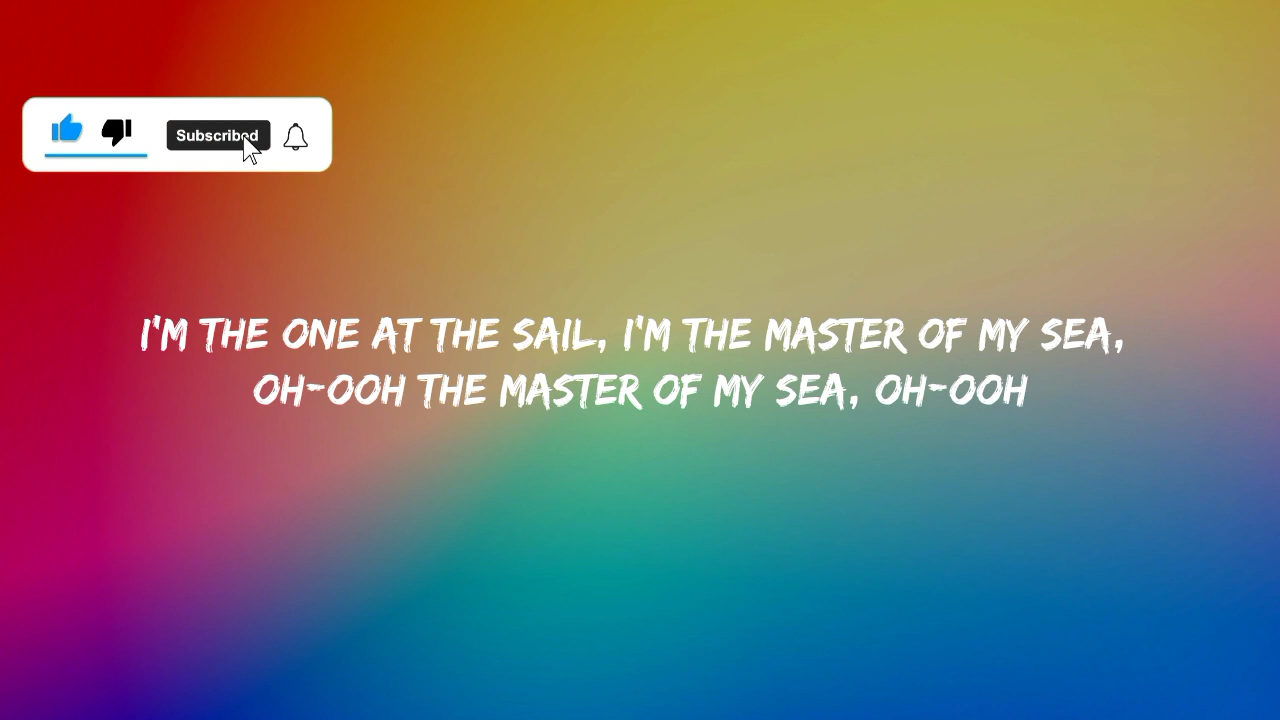 Subscribed
I'M THE ONE AT THE SAIL, I'M THE MASTER OF MY SEA,
OH-OOH THE MASTER OF MY SEA, OH-OOH